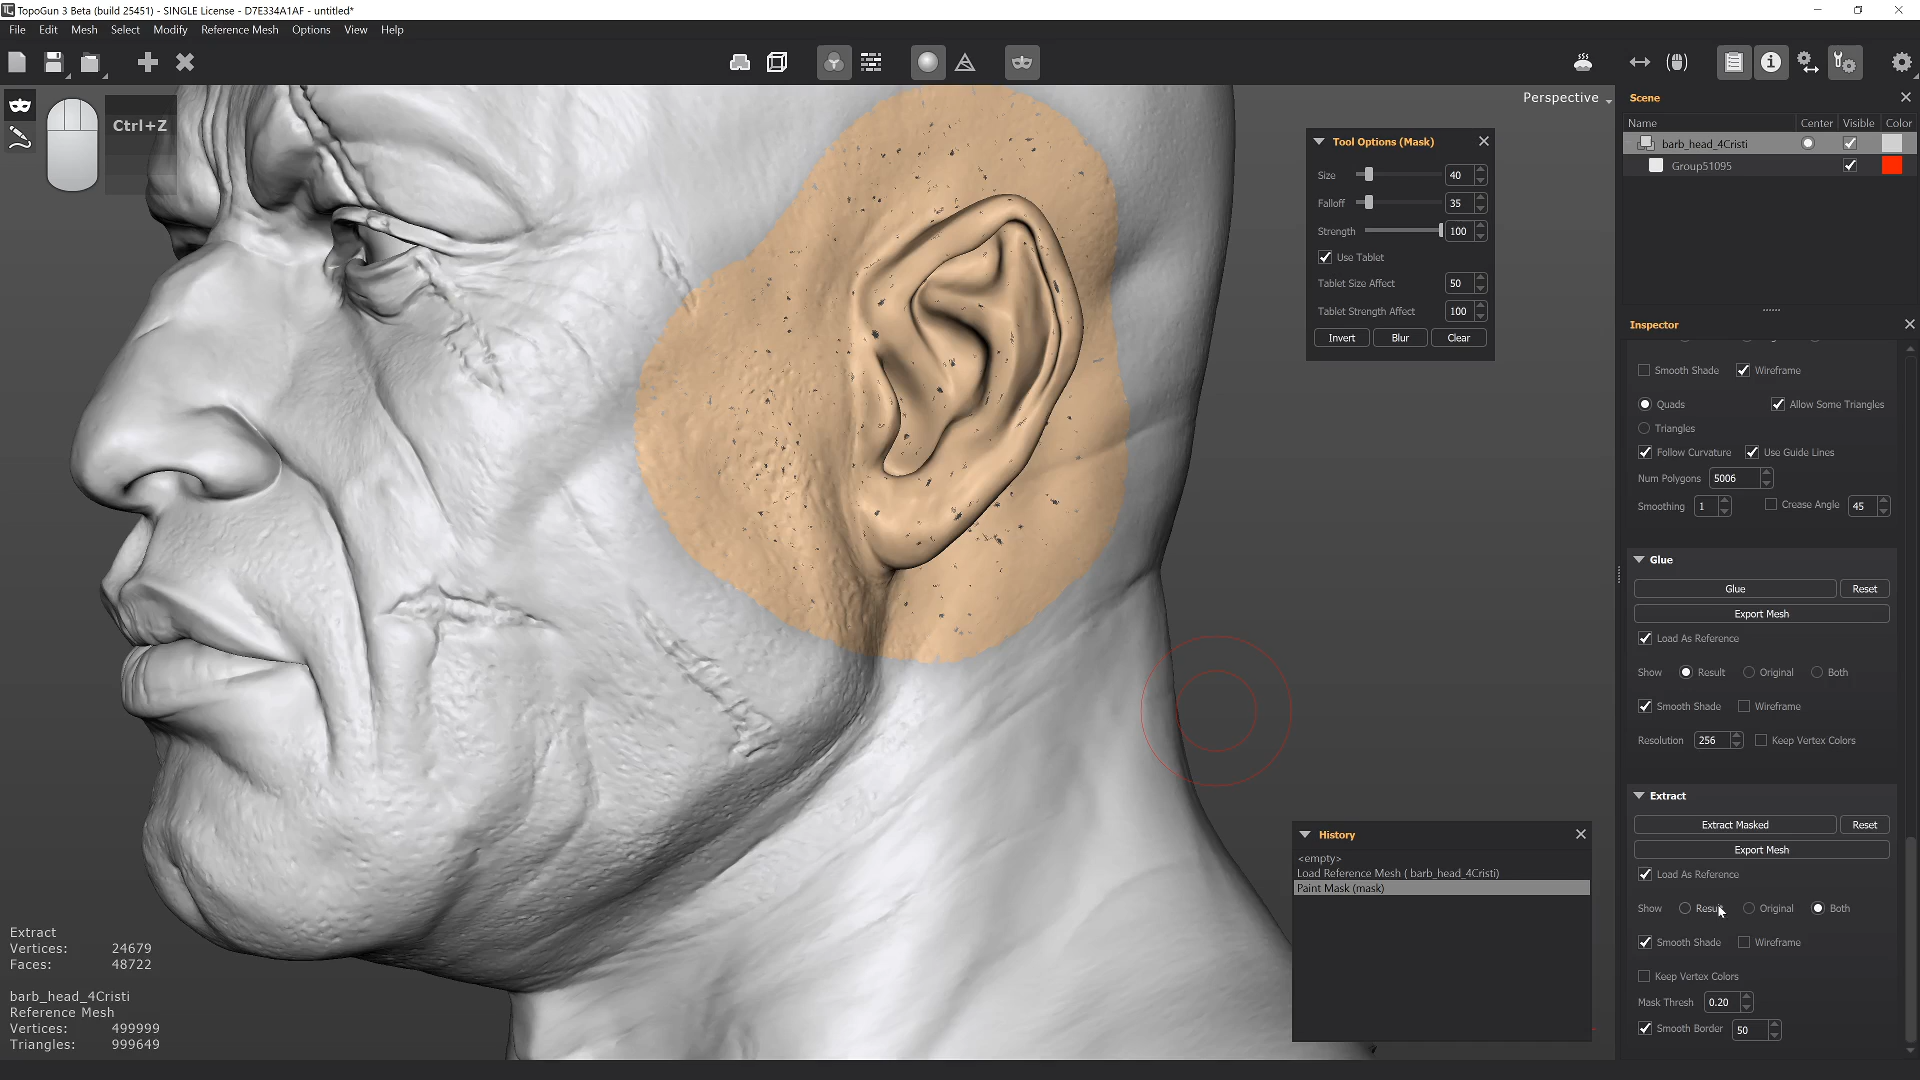 TopoGun 3 Beta (build 25451) - SINGLE License - D7E334A1AF - untitled*
File Edit Mesh Select Modify Reference Mesh Options View Help
Ctrl+Z
Perspective
Tool Options (Mask)
Size 40
Falloff 35
Strength 100
Use Tablet
Tablet Size Affect 50
Tablet Strength Affect 100
Invert Blur Clear
Scene
Name Center Visible Color
barb_head_4Cristi
Group51095
Inspector
Smooth Shade Wireframe
Quads Allow Some Triangles
Triangles
Follow Curvature Use Guide Lines
Num Polygons 5006
Smoothing 1 Crease Angle 45
Glue
Glue Reset
Export Mesh
Load As Reference
Show Result Original Both
Smooth Shade Wireframe
Resolution 256 Keep Vertex Colors
Extract
Extract Masked Reset
Export Mesh
Load As Reference
Show Result Original Both
Smooth Shade Wireframe
Keep Vertex Colors
Mask Thresh 0.20
Smooth Border 50
History
<empty>
Load Reference Mesh ( barb_head_4Cristi)
Paint Mask (mask)
Extract
Vertices: 24679
Faces: 48722
barb_head_4Cristi
Reference Mesh
Vertices: 499999
Triangles: 999649